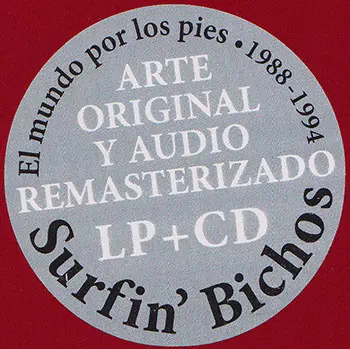 El mundo por los pies • 1988-1994
ARTE
ORIGINAL
Y AUDIO
REMASTERIZADO
LP+CD
Surfin' Bichos